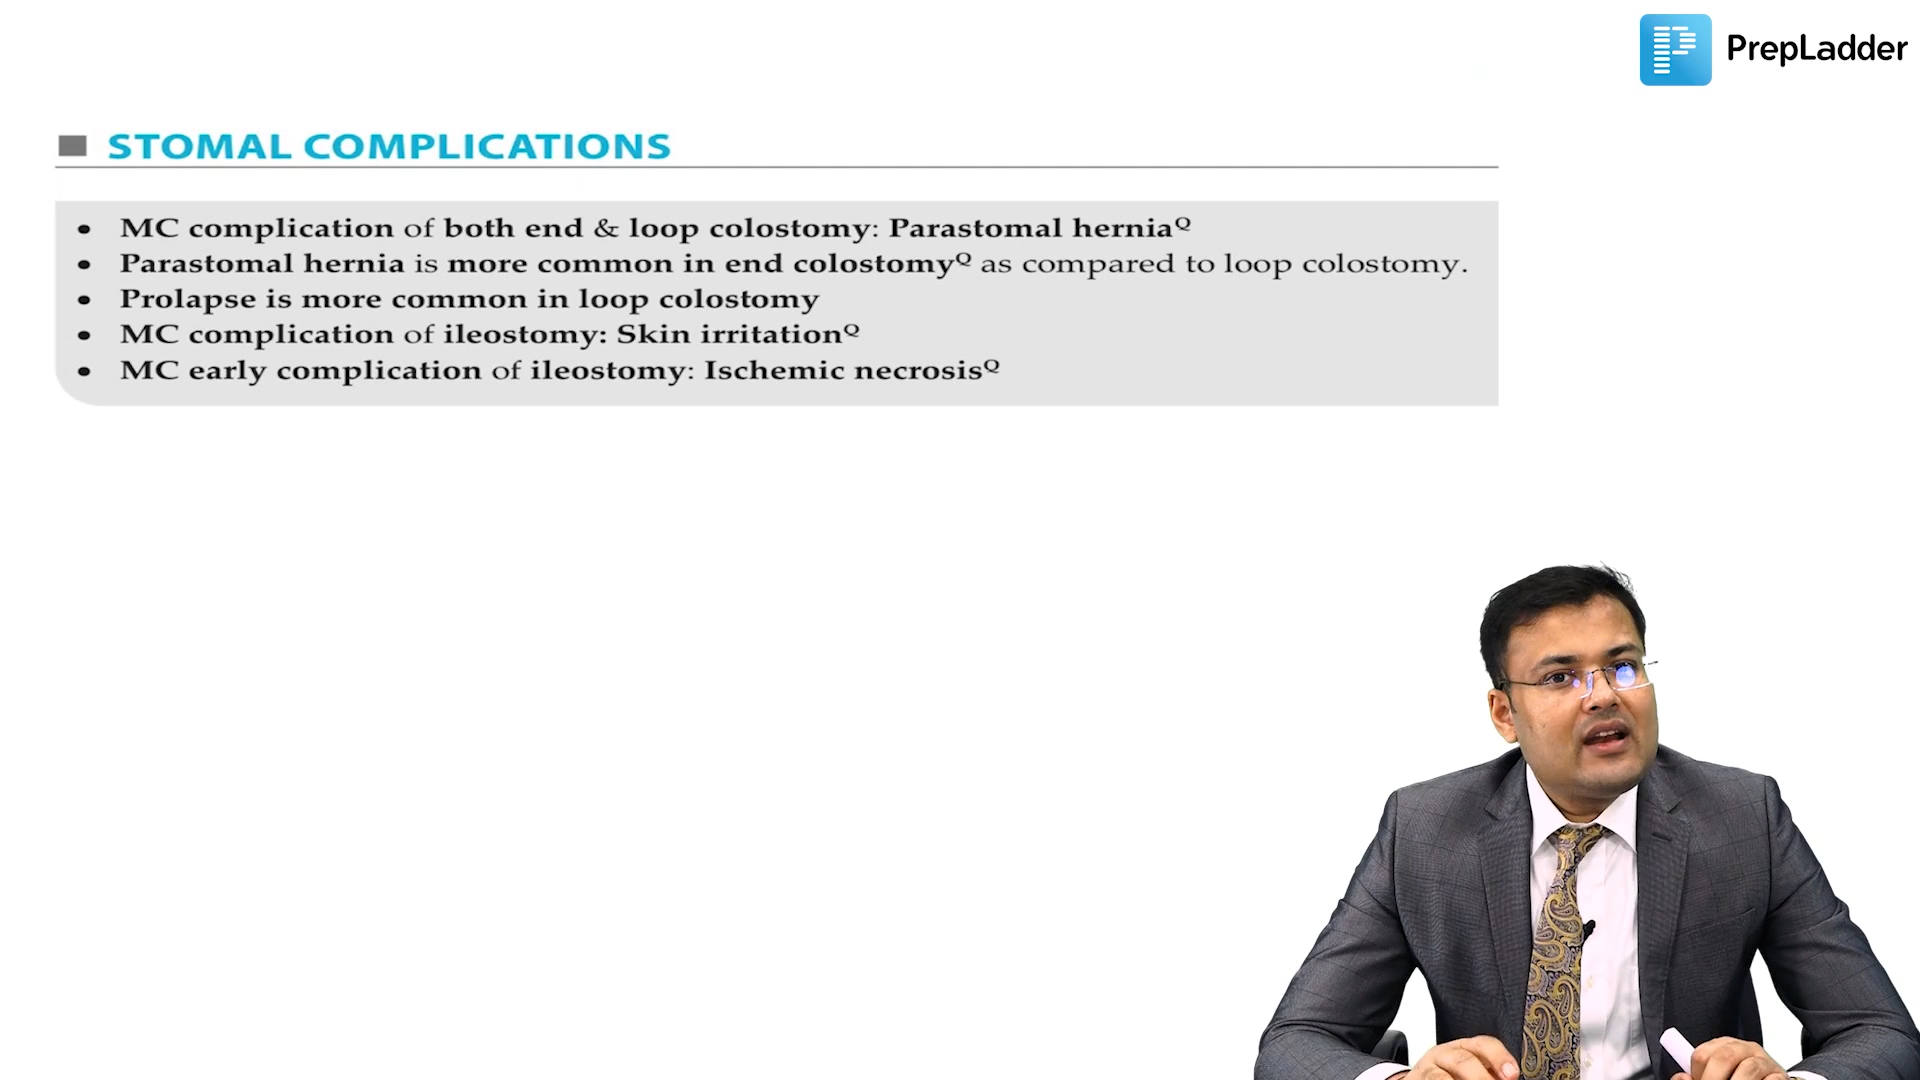 PrepLadder
STOMAL COMPLICATIONS
• MC complication of both end & loop colostomy: Parastomal herniaQ
• Parastomal hernia is more common in end colostomyQ as compared to loop colostomy.
• Prolapse is more common in loop colostomy
• MC complication of ileostomy: Skin irritationQ
• MC early complication of ileostomy: Ischemic necrosisQ